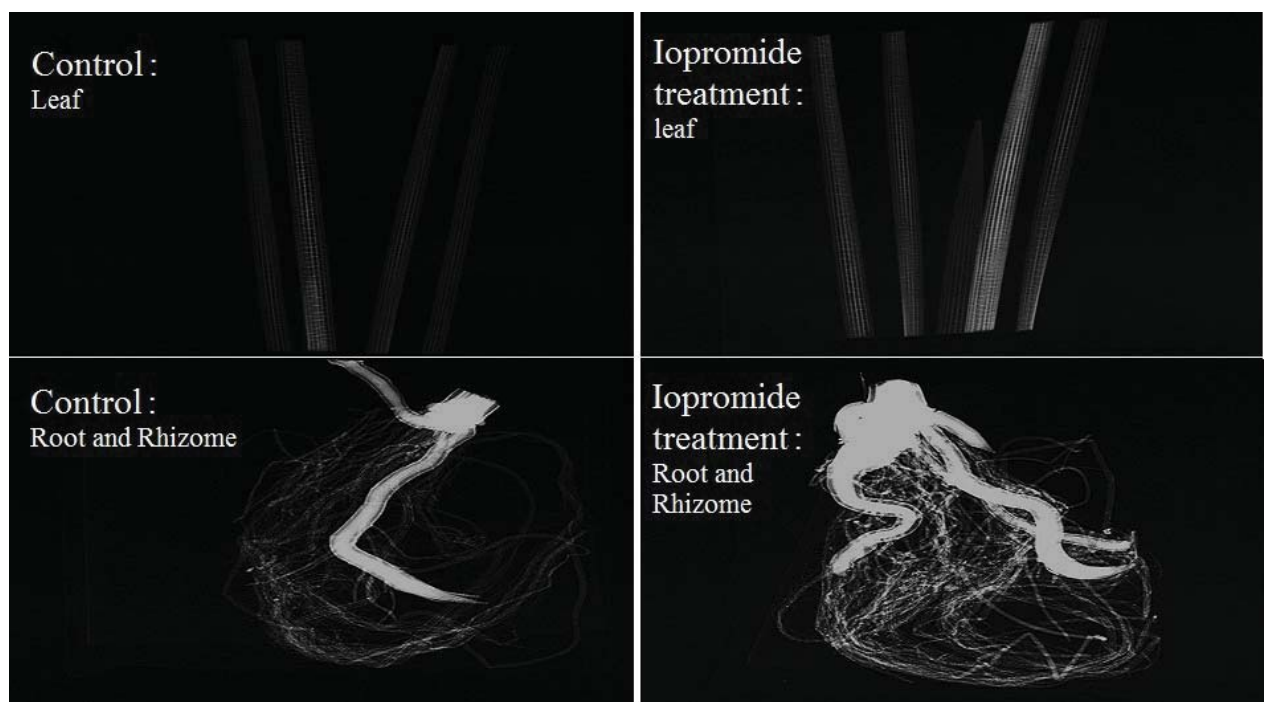 Control :
Leaf
Iopromide
treatment :
leaf
Control :
Root and Rhizome
Iopromide
treatment :
Root and
Rhizome